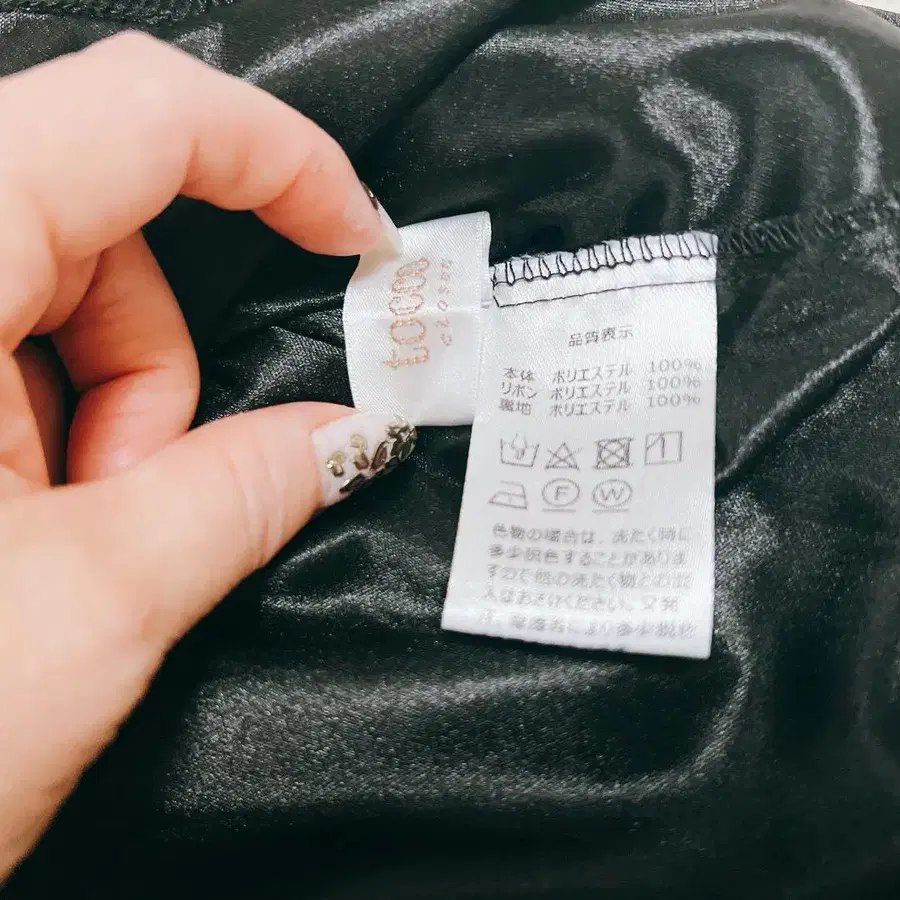 tocco
closet
品質表示
本体 ポリエステル 100%
リボン ポリエステル 100%
裏地 ポリエステル 100%
F W
色物の場合は、洗たく時に
多少脱色することがありま
すので他の洗たく物との混
入はおさけください。又発
汗、摩擦等により多少脱色